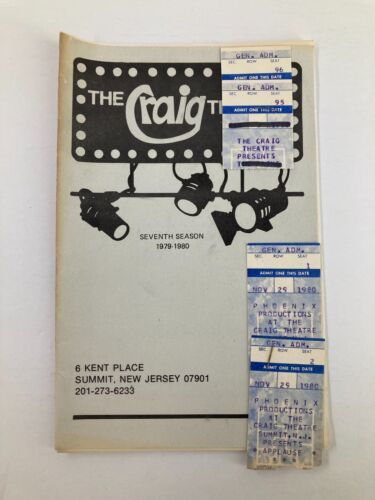 THE Craig T
SEVENTH SEASON
1979-1980
6 KENT PLACE
SUMMIT, NEW JERSEY 07901
201-273-6233
GEN. ADM.
SEC. ROW SEAT
96
ADMIT ONE THIS DATE
GEN. ADM.
SEC. ROW SEAT
95
ADMIT ONE THIS DATE
THE CRAIG
THEATRE
PRESENTS
GEN. ADM.
SEC. ROW SEAT
1
ADMIT ONE THIS DATE
NOV 29 1980
PHOENIX
PRODUCTIONS
AT THE
CRAIG THEATRE
GEN. ADM.
SEC. ROW SEAT
2
ADMIT ONE THIS DATE
NOV 29 1980
PHOENIX
PRODUCTIONS
AT THE
CRAIG THEATRE
SUMMIT, N.J.
PRESENTS
APPLAUSE